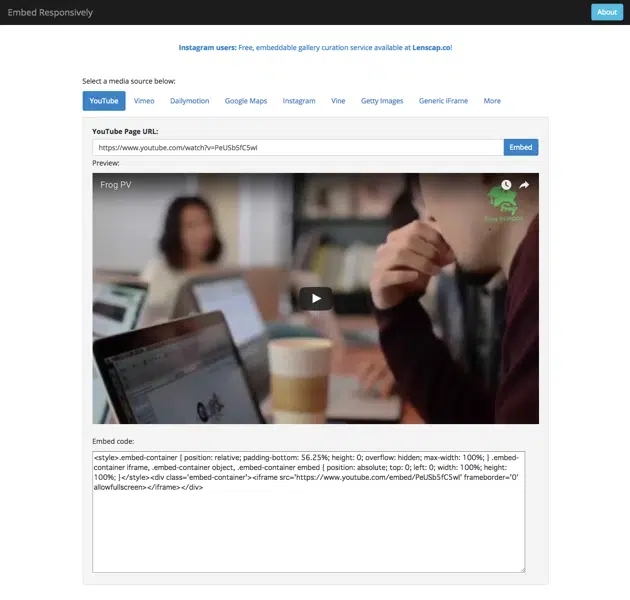 Embed Responsively
About
Instagram users: Free, embeddable gallery curation service available at Lenscap.co!
Select a media source below:
YouTube Vimeo Dailymotion Google Maps Instagram Vine Getty Images Generic iFrame More
YouTube Page URL:
https://www.youtube.com/watch?v=PeUSbSfC5wI
Embed
Preview:
Frog PV
Embed code:
<style>.embed-container { position: relative; padding-bottom: 56.25%; height: 0; overflow: hidden; max-width: 100%; } .embed-
container iframe, .embed-container object, .embed-container embed { position: absolute; top: 0; left: 0; width: 100%; height:
100%; }</style><div class='embed-container'><iframe src='https://www.youtube.com/embed/PeUSb5fC5wI' frameborder='0'
allowfullscreen></iframe></div>